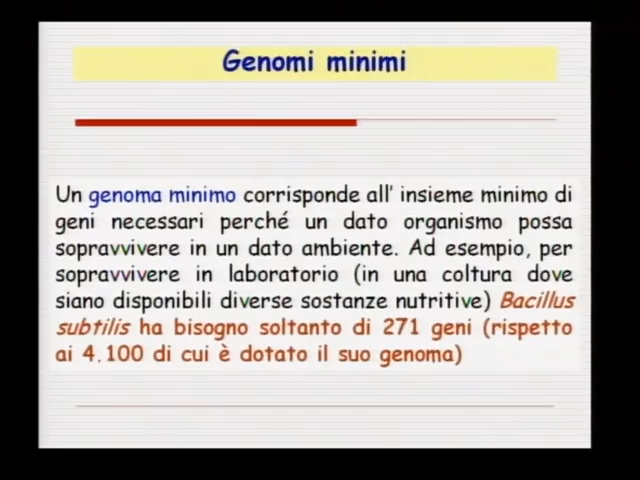 Genomi minimi
Un genoma minimo corrisponde all' insieme minimo di
geni necessari perché un dato organismo possa
sopravvivere in un dato ambiente. Ad esempio, per
sopravvivere in laboratorio (in una coltura dove
siano disponibili diverse sostanze nutritive) Bacillus
subtilis ha bisogno soltanto di 271 geni (rispetto
ai 4.100 di cui è dotato il suo genoma)